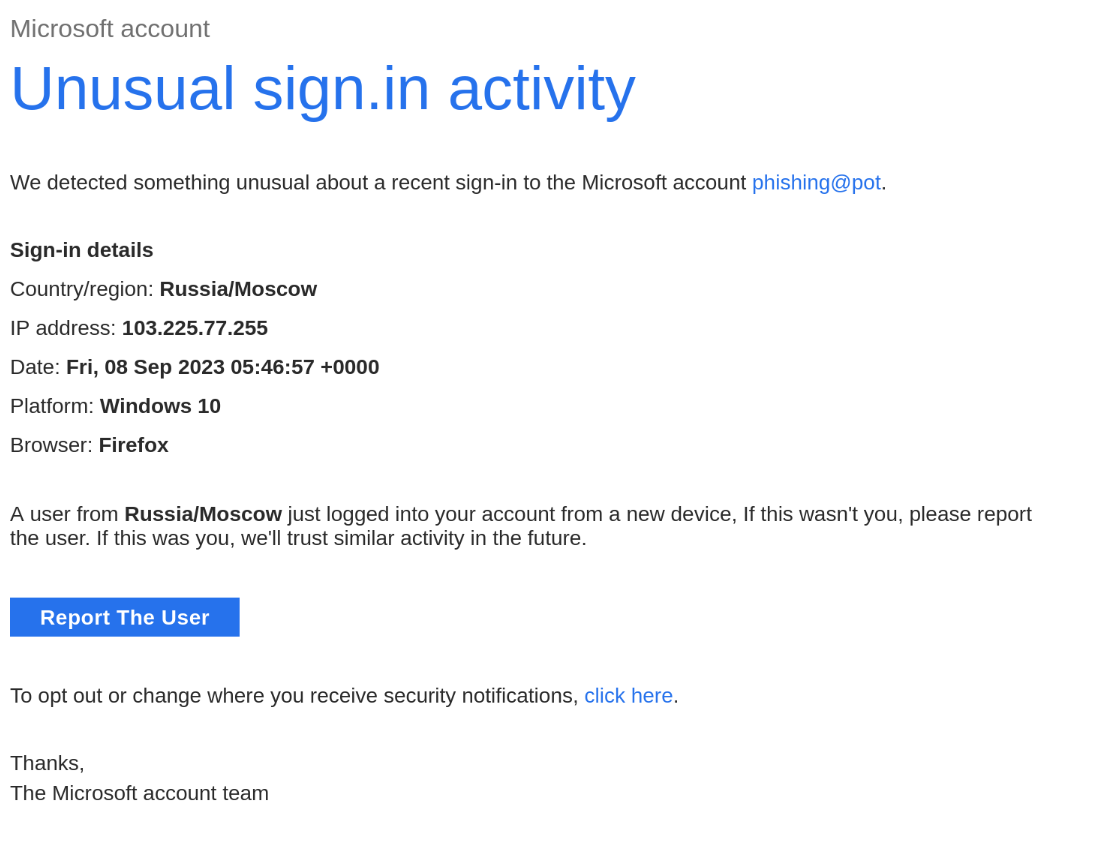 Microsoft account
Unusual sign.in activity
We detected something unusual about a recent sign-in to the Microsoft account phishing@pot.
Sign-in details
Country/region: Russia/Moscow
IP address: 103.225.77.255
Date: Fri, 08 Sep 2023 05:46:57 +0000
Platform: Windows 10
Browser: Firefox
A user from Russia/Moscow just logged into your account from a new device, If this wasn't you, please report
the user. If this was you, we'll trust similar activity in the future.
Report The User
To opt out or change where you receive security notifications, click here.
Thanks,
The Microsoft account team